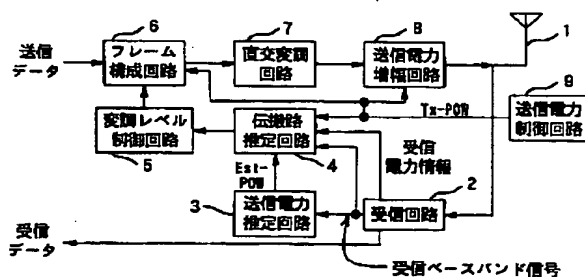 送信
データ
6
フレーム
構成回路
7
直交変調
回路
8
送信電力
増幅回路
1
変調レベル
制御回路
5
伝搬路
推定回路
4
Tx-POW
9
送信電力
制御回路
受信
電力情報
Est-
POW
3
送信電力
推定回路
2
受信回路
受信
データ
受信ベースバンド信号